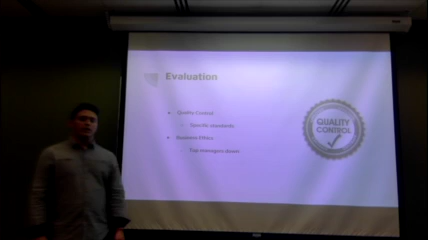 Evaluation
Quality Control
Specific standards
Business Ethics
Top managers down
QUALITY
CONTROL